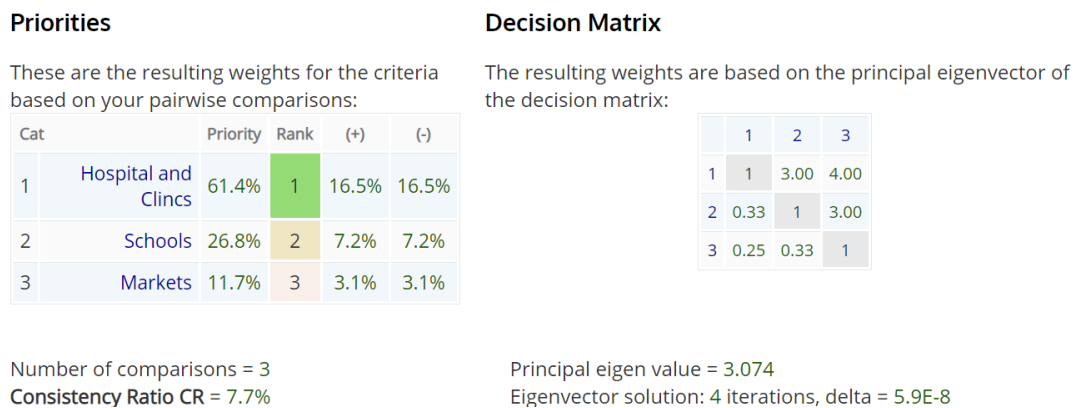 Priorities
These are the resulting weights for the criteria
based on your pairwise comparisons:
Cat Priority Rank (+) (-)
1 Hospital and Clincs 61.4% 1 16.5% 16.5%
2 Schools 26.8% 2 7.2% 7.2%
3 Markets 11.7% 3 3.1% 3.1%
Number of comparisons = 3
Consistency Ratio CR = 7.7%
Decision Matrix
The resulting weights are based on the principal eigenvector of
the decision matrix:
1 2 3
1 1 3.00 4.00
2 0.33 1 3.00
3 0.25 0.33 1
Principal eigen value = 3.074
Eigenvector solution: 4 iterations, delta = 5.9E-8